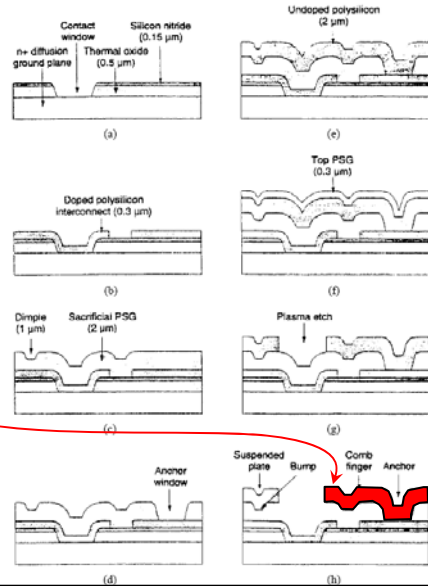 Contact
window
Silicon nitride
(0.15 μm)
n+ diffusion
ground plane
Thermal oxide
(0.5 μm)
(a)
Doped polysilicon
interconnect (0.3 μm)
(b)
Dimple
(1 μm)
Sacrificial PSG
(2 μm)
(c)
Anchor
window
(d)
Undoped polysilicon
(2 μm)
(e)
Top PSG
(0.3 μm)
(f)
Plasma etch
(g)
Suspended
plate
Bump
Comb
finger
Anchor
(h)